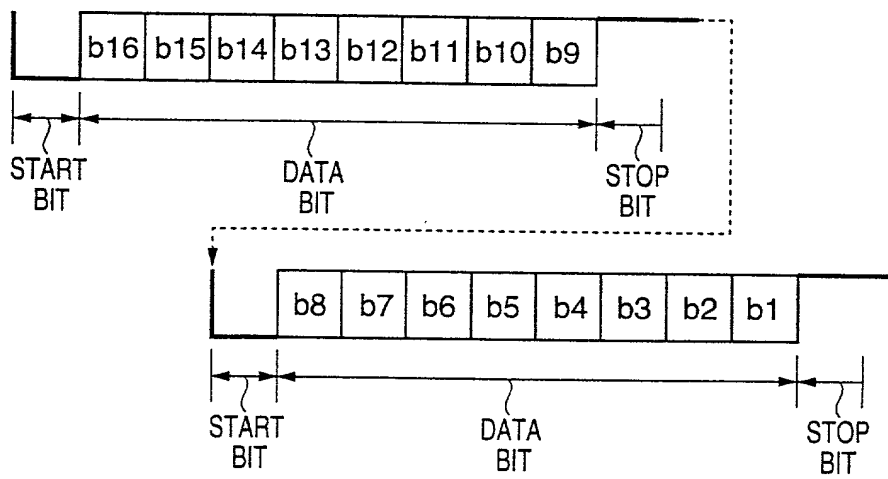 b16 b15 b14 b13 b12 b11 b10 b9
START BIT
DATA BIT
STOP BIT
b8 b7 b6 b5 b4 b3 b2 b1
START BIT
DATA BIT
STOP BIT